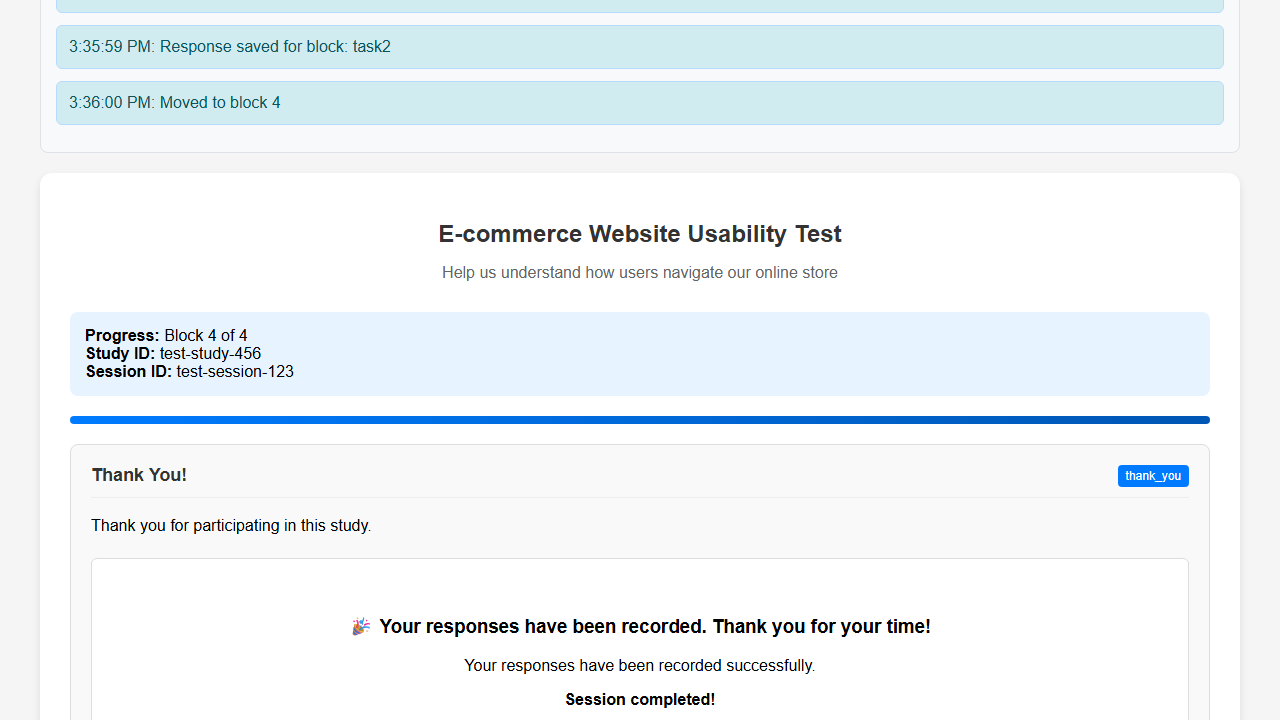 3:35:59 PM: Response saved for block: task2
3:36:00 PM: Moved to block 4
E-commerce Website Usability Test
Help us understand how users navigate our online store
Progress: Block 4 of 4
Study ID: test-study-456
Session ID: test-session-123
Thank You!
thank_you
Thank you for participating in this study.
🎉 Your responses have been recorded. Thank you for your time!
Your responses have been recorded successfully.
Session completed!